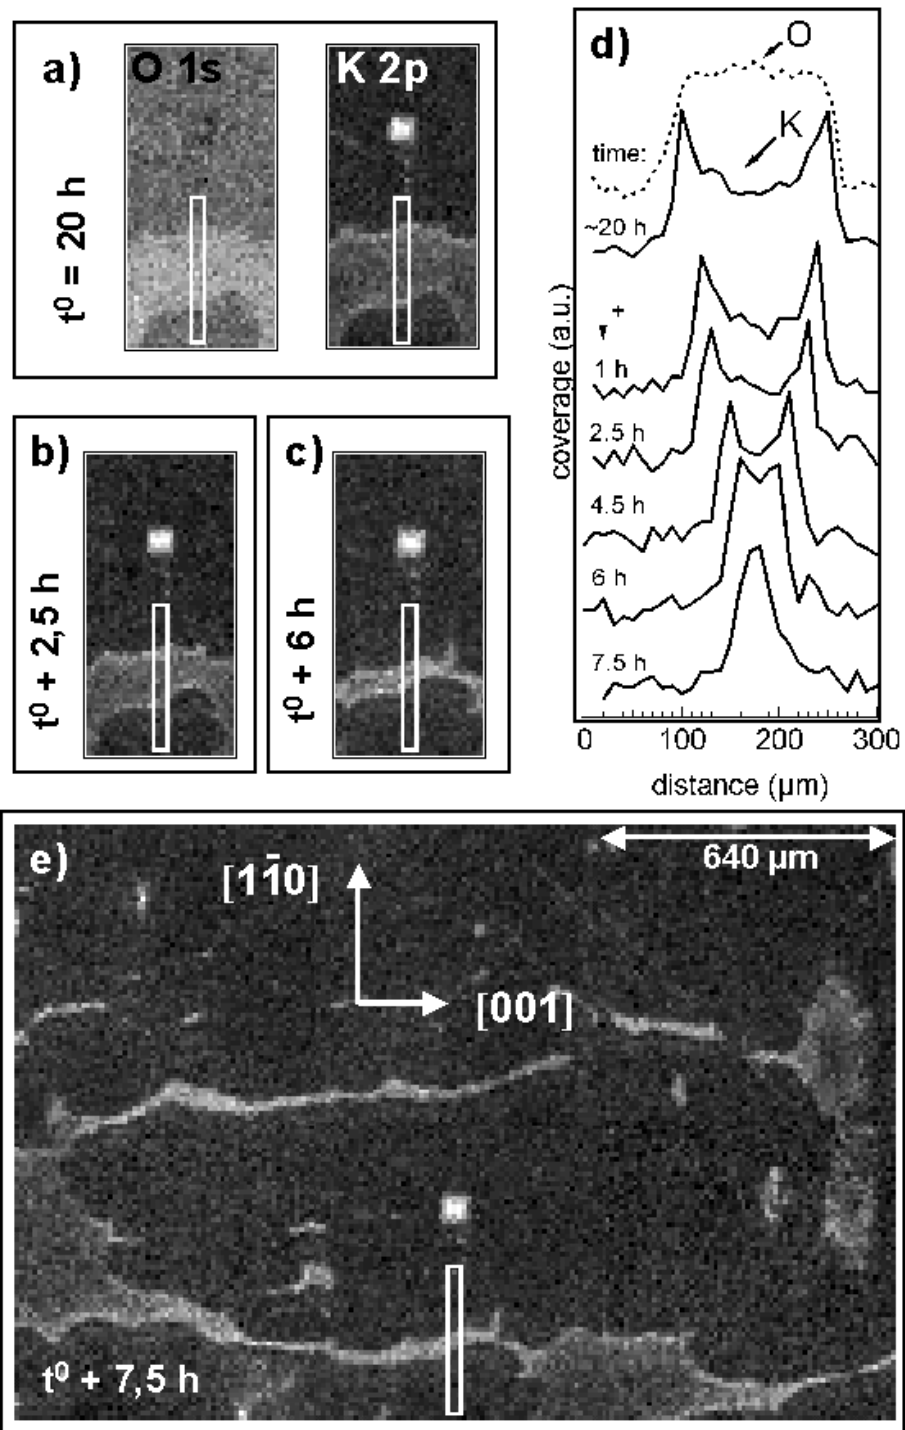 a)
O 1s
K 2p
t⁰ = 20 h
b)
t⁰ + 2,5 h
c)
t⁰ + 6 h
d)
O
K
time:
~20 h
+
1 h
2.5 h
4.5 h
6 h
7.5 h
coverage (a.u.)
0 100 200 300
distance (µm)
e)
640 µm
[11̄0]
[001]
t⁰ + 7,5 h